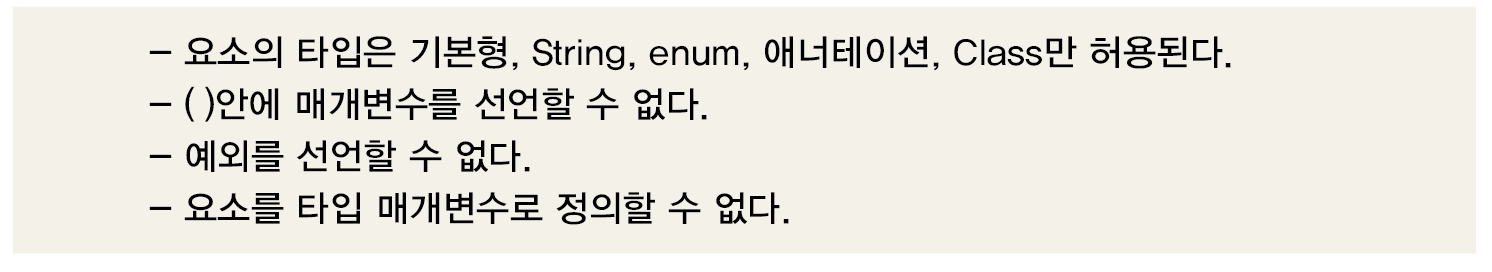 – 요소의 타입은 기본형, String, enum, 애너테이션, Class만 허용된다.
– ( )안에 매개변수를 선언할 수 없다.
– 예외를 선언할 수 없다.
– 요소를 타입 매개변수로 정의할 수 없다.